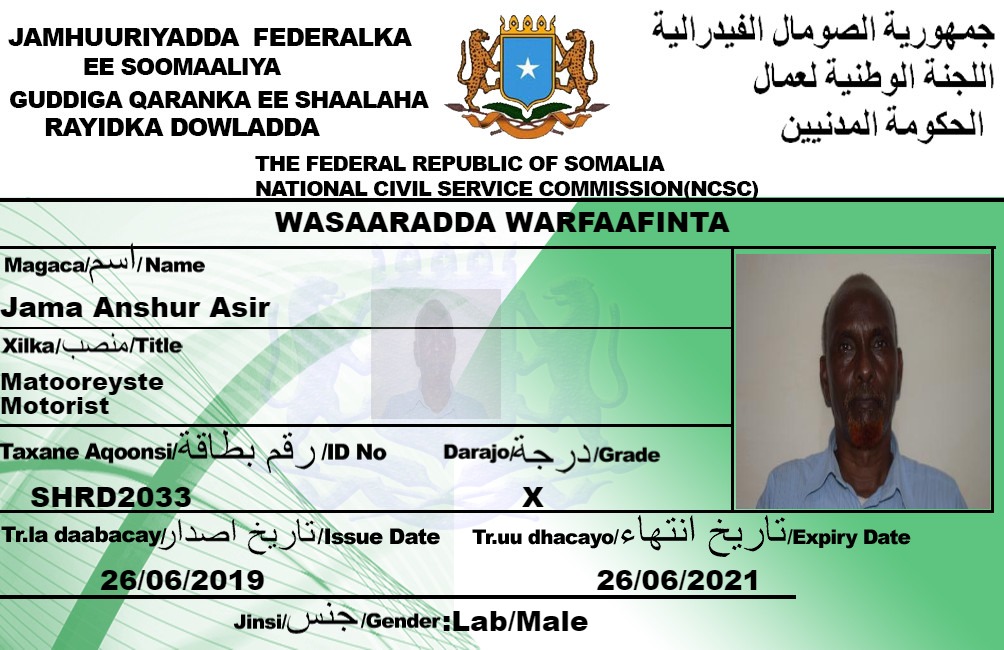 JAMHUURIYADDA FEDERALKA
EE SOOMAALIYA
GUDDIGA QARANKA EE SHAALAHA
RAYIDKA DOWLADDA
جمهورية الصومال الفيدرالية
اللجنة الوطنية لعمال
الحكومة المدنيين
THE FEDERAL REPUBLIC OF SOMALIA
NATIONAL CIVIL SERVICE COMMISSION(NCSC)
WASAARADDA WARFAAFINTA
Magaca/اسم/Name
Jama Anshur Asir
Xilka/منصب/Title
Matooreyste
Motorist
Taxane Aqoonsi/رقم بطاقة/ID No
SHRD2033
Darajo/درجة/Grade
X
Tr.la daabacay/تاريخ اصدار/Issue Date
26/06/2019
Tr.uu dhacayo/تاريخ انتهاء/Expiry Date
26/06/2021
Jinsi/جنس/Gender:Lab/Male